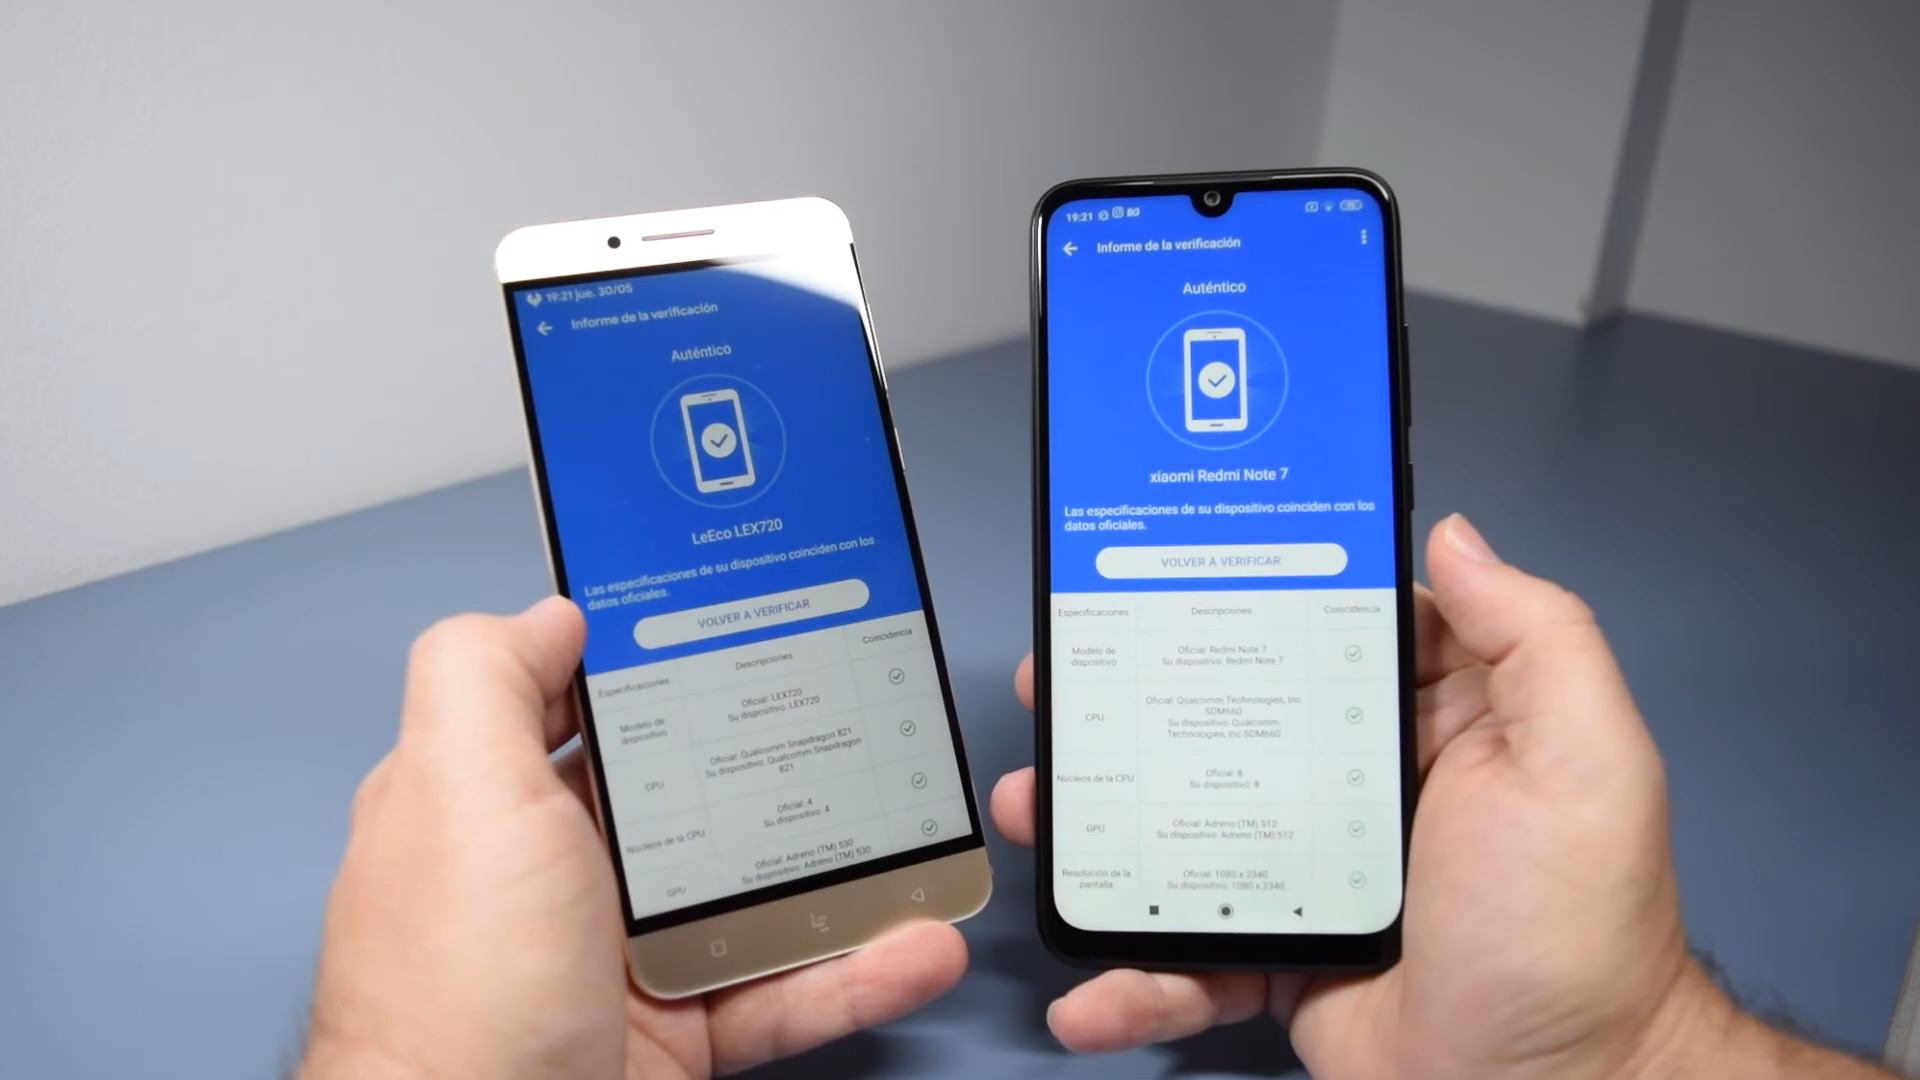 19:21 jue. 30/05
Informe de la verificación
Auténtico
LeEco LEX720
Las especificaciones de su dispositivo coinciden con los
datos oficiales.
VOLVER A VERIFICAR
Especificaciones
Descripciones
Coincidencia
Modelo de
dispositivo
Oficial: LEX720
Su dispositivo: LEX720
CPU
Oficial: Qualcomm Snapdragon 821
Su dispositivo: Qualcomm Snapdragon
821
Núcleos de la CPU
Oficial: 4
Su dispositivo: 4
GPU
Oficial: Adreno (TM) 530
Su dispositivo: Adreno (TM) 530
19:21
Informe de la verificación
Auténtico
xiaomi Redmi Note 7
Las especificaciones de su dispositivo coinciden con los
datos oficiales.
VOLVER A VERIFICAR
Especificaciones
Descripciones
Coincidencia
Modelo de
dispositivo
Oficial: Redmi Note 7
Su dispositivo: Redmi Note 7
CPU
Oficial: Qualcomm Technologies, Inc
SDM660
Su dispositivo: Qualcomm
Technologies, Inc SDM660
Núcleos de la CPU
Oficial: 8
Su dispositivo: 8
GPU
Oficial: Adreno (TM) 512
Su dispositivo: Adreno (TM) 512
Resolución de la
pantalla
Oficial: 1080 x 2340
Su dispositivo: 1080 x 2340